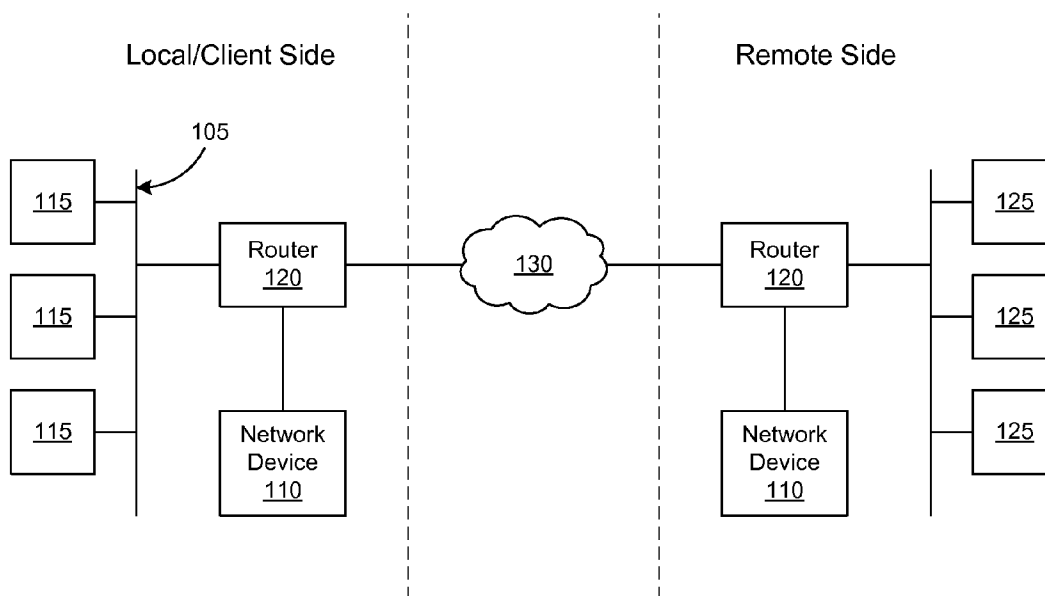 Local/Client Side
Remote Side
105
115
115
115
Router
120
Network
Device
110
130
Router
120
Network
Device
110
125
125
125